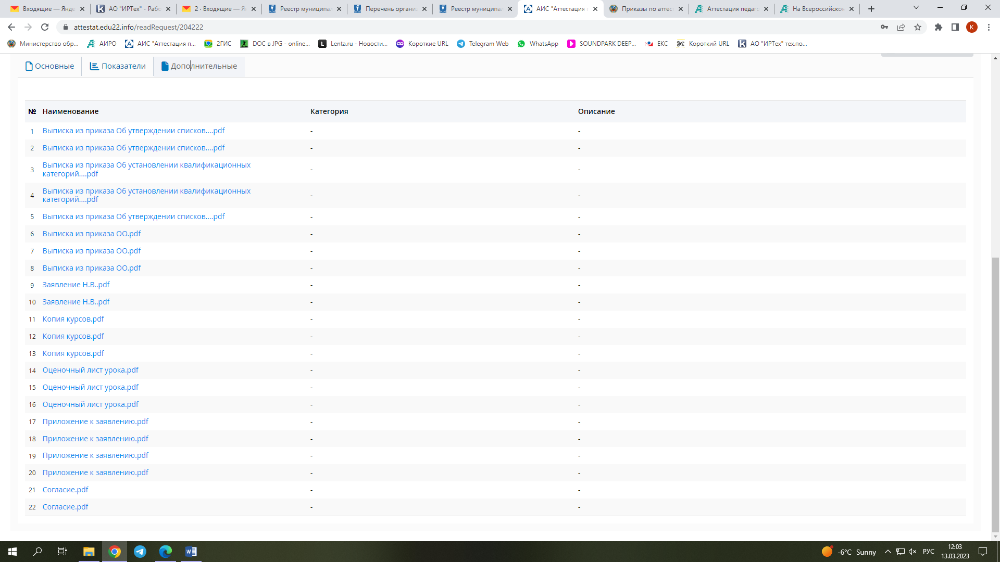 Входящие — Янде
АО "ИРТех" - Рабо
2 · Входящие — Ян
Реестр муниципал
Перечень организ
Реестр муниципал
АИС "Аттестация п
Приказы по аттест
Аттестация педаго
На Всероссийском
attestat.edu22.info/readRequest/204222
К
Министерство обр...
АИРО
АИС "Аттестация п...
2ГИС
DOC в JPG - online...
Lenta.ru - Новости...
Короткие URL
Telegram Web
WhatsApp
SOUNDPARK DEEP...
ЕКС
Короткий URL
АО "ИРТех" тех.по...
Основные
Показатели
Дополнительные
№ Наименование Категория Описание
1 Выписка из приказа Об утверждении списков....pdf - -
2 Выписка из приказа Об утверждении списков....pdf - -
3 Выписка из приказа Об установлении квалификационных
категорий....pdf - -
4 Выписка из приказа Об установлении квалификационных
категорий....pdf - -
5 Выписка из приказа Об утверждении списков....pdf - -
6 Выписка из приказа ОО.pdf - -
7 Выписка из приказа ОО.pdf - -
8 Выписка из приказа ОО.pdf - -
9 Заявление Н.В..pdf - -
10 Заявление Н.В..pdf - -
11 Копия курсов.pdf - -
12 Копия курсов.pdf - -
13 Копия курсов.pdf - -
14 Оценочный лист урока.pdf - -
15 Оценочный лист урока.pdf - -
16 Оценочный лист урока.pdf - -
17 Приложение к заявлению.pdf - -
18 Приложение к заявлению.pdf - -
19 Приложение к заявлению.pdf - -
20 Приложение к заявлению.pdf - -
21 Согласие.pdf - -
22 Согласие.pdf - -
-6°C Sunny
РУС
12:03
13.03.2023